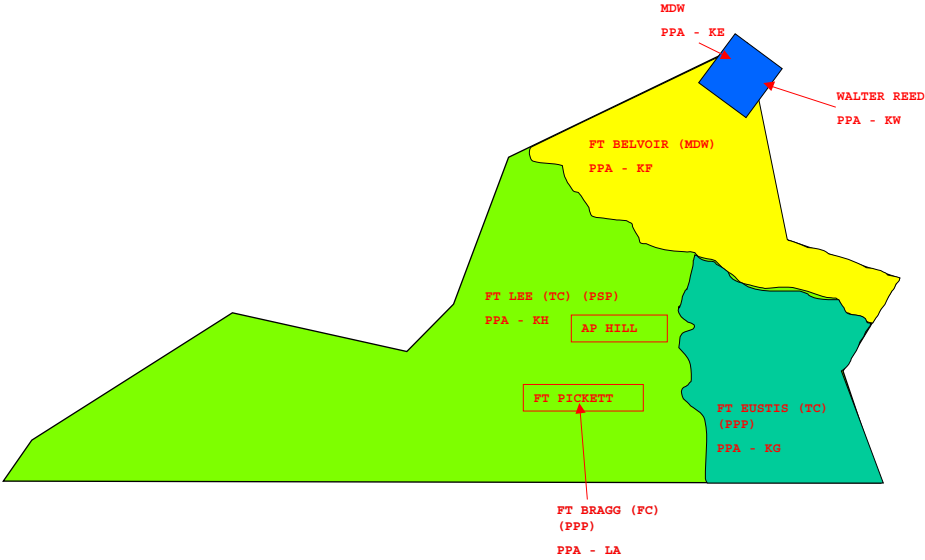 MDW
PPA - KE
WALTER REED
PPA - KW
FT BELVOIR (MDW)
PPA - KF
FT LEE (TC) (PSP)
PPA - KH
AP HILL
FT PICKETT
FT EUSTIS (TC)
(PPP)
PPA - KG
FT BRAGG (FC)
(PPP)
PPA - LA